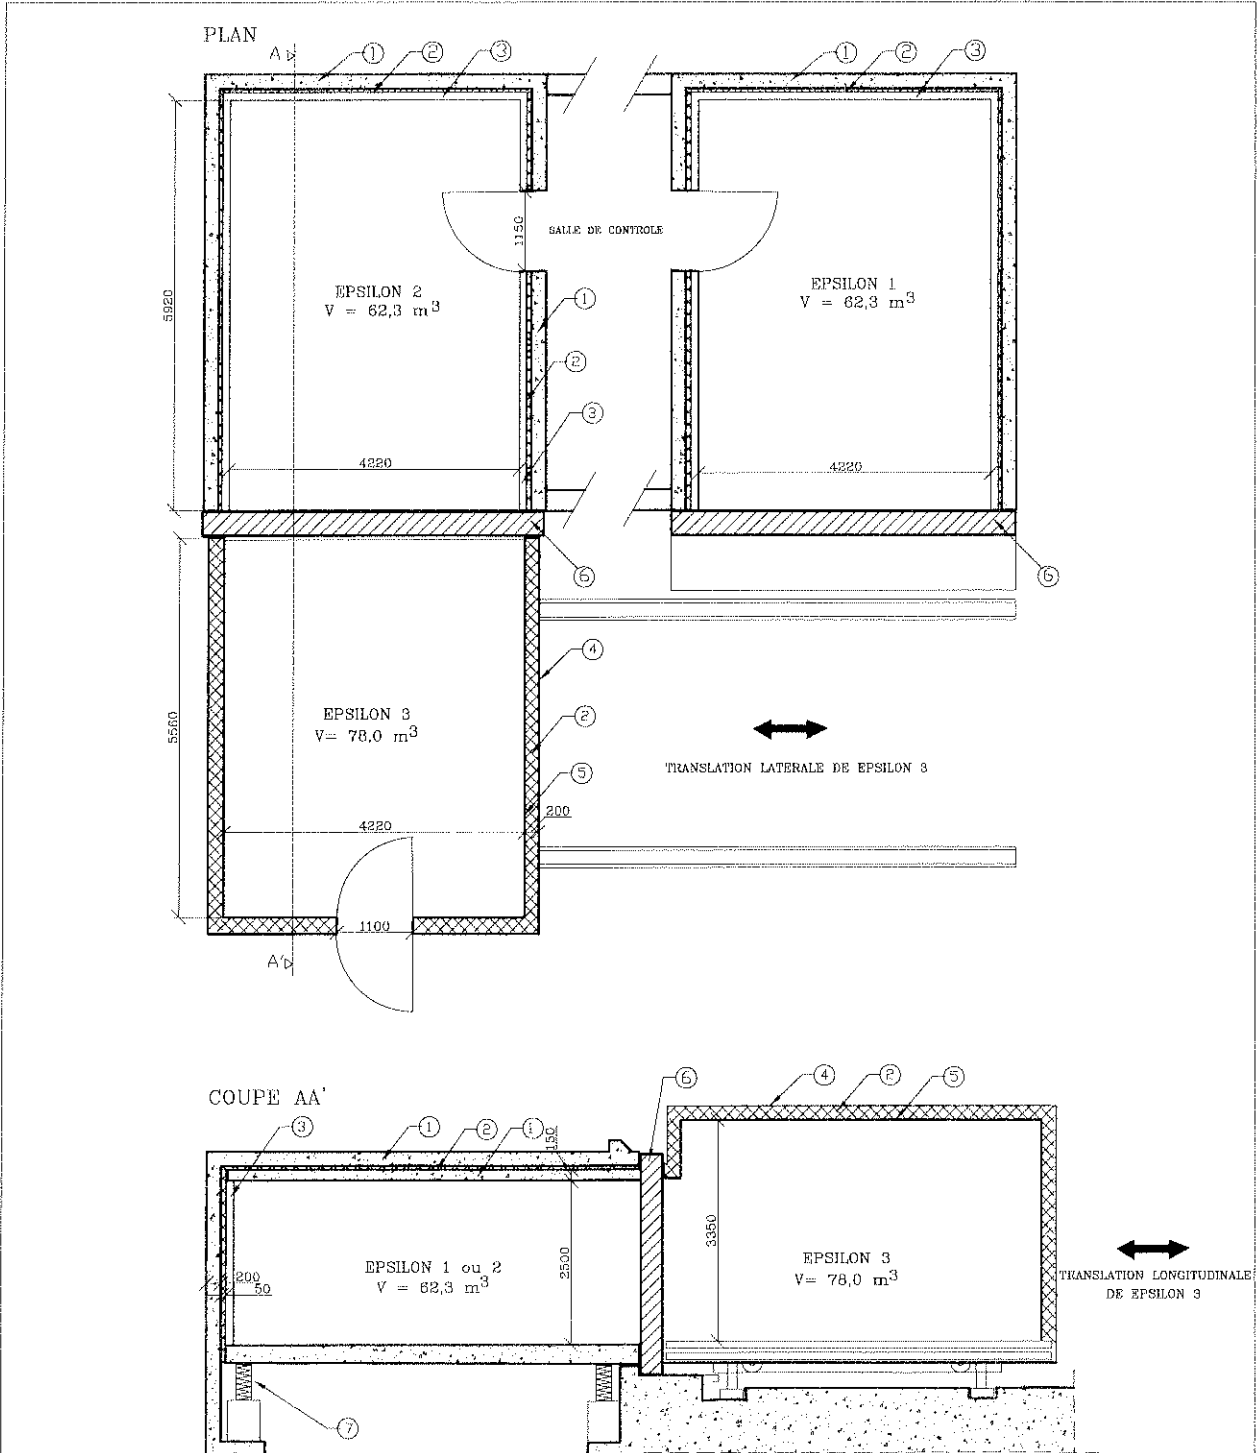 PLAN
A
1
2
3
1
2
3
1150
SALLE DE CONTROLE
5920
EPSILON 2
V = 62,3 m³
EPSILON 1
V = 62,3 m³
1
2
3
4220
4220
6
6
4
5560
EPSILON 3
V= 78,0 m³
2
TRANSLATION LATERALE DE EPSILON 3
5
200
4220
1100
A'
COUPE AA'
6
4
2
5
3
1
2
1
150
3350
2500
EPSILON 1 ou 2
V = 62,3 m³
EPSILON 3
V= 78,0 m³
200
50
TRANSLATION LONGITUDINALE
DE EPSILON 3
7